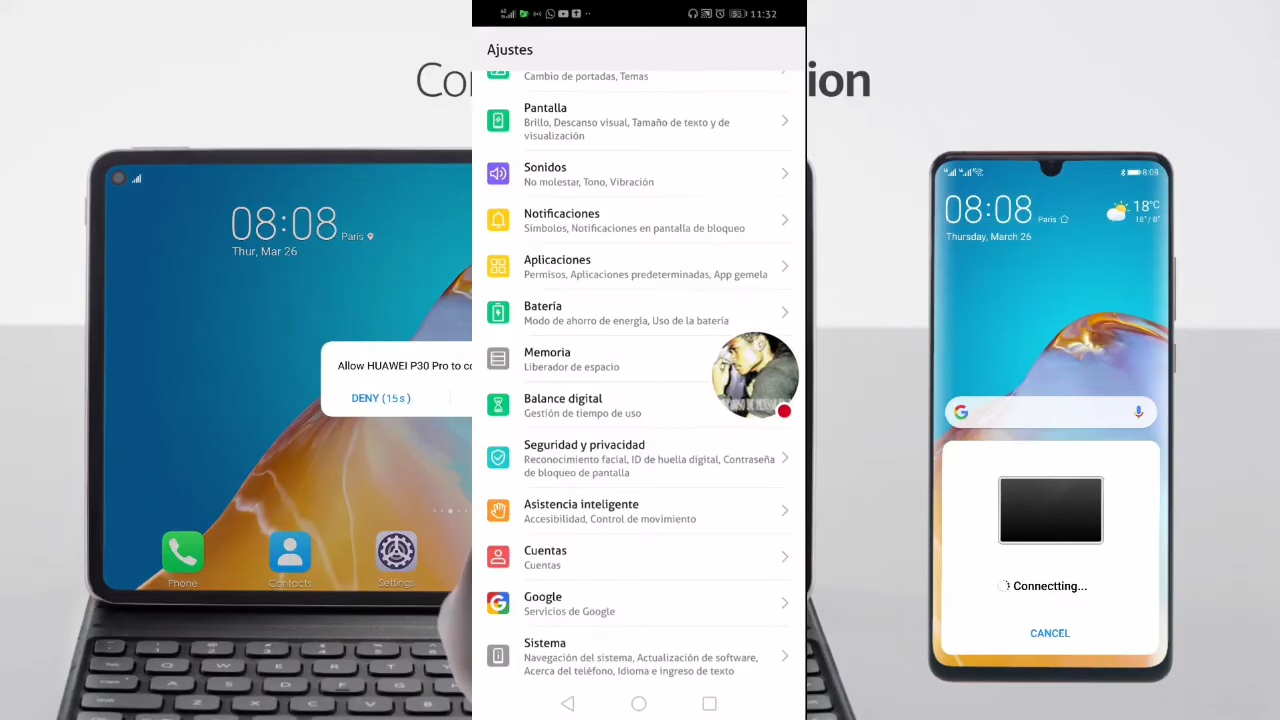 11:32
Ajustes
Cambio de portadas, Temas
Pantalla
Brillo, Descanso visual, Tamaño de texto y de
visualización
Sonidos
No molestar, Tono, Vibración
Notificaciones
Símbolos, Notificaciones en pantalla de bloqueo
Aplicaciones
Permisos, Aplicaciones predeterminadas, App gemela
Batería
Modo de ahorro de energía, Uso de la batería
Memoria
Liberador de espacio
Balance digital
Gestión de tiempo de uso
Seguridad y privacidad
Reconocimiento facial, ID de huella digital, Contraseña
de bloqueo de pantalla
Asistencia inteligente
Accesibilidad, Control de movimiento
Cuentas
Cuentas
Google
Servicios de Google
Sistema
Navegación del sistema, Actualización de software,
Acerca del teléfono, Idioma e ingreso de texto
Co
ion
08:08 Paris
Thur, Mar 26
Allow HUAWEI P30 Pro to co
DENY (15s)
Phone
Contacts
Settings
8:08
08:08 Paris
18°C
18°/8°
Thursday, March 26
Connectting...
CANCEL